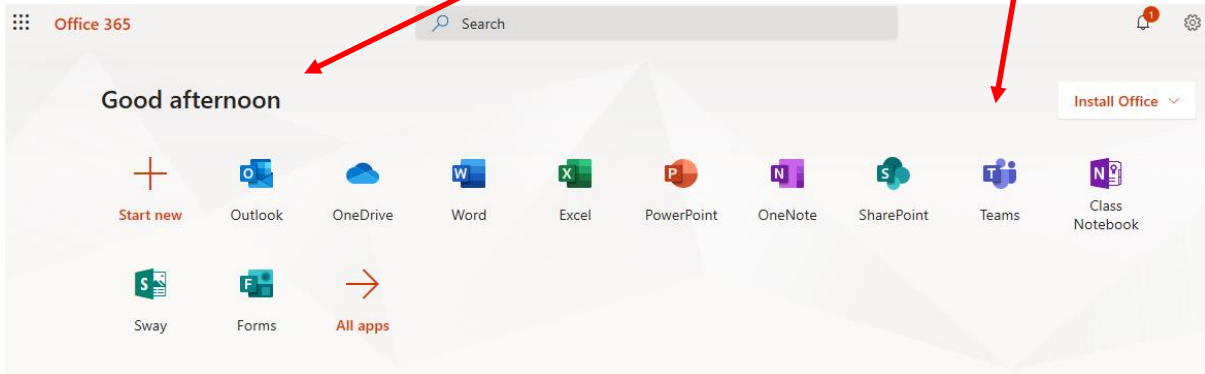 Office 365
Search
1
Good afternoon
Install Office
Start new
Outlook
OneDrive
Word
Excel
PowerPoint
OneNote
SharePoint
Teams
Class
Notebook
Sway
Forms
All apps